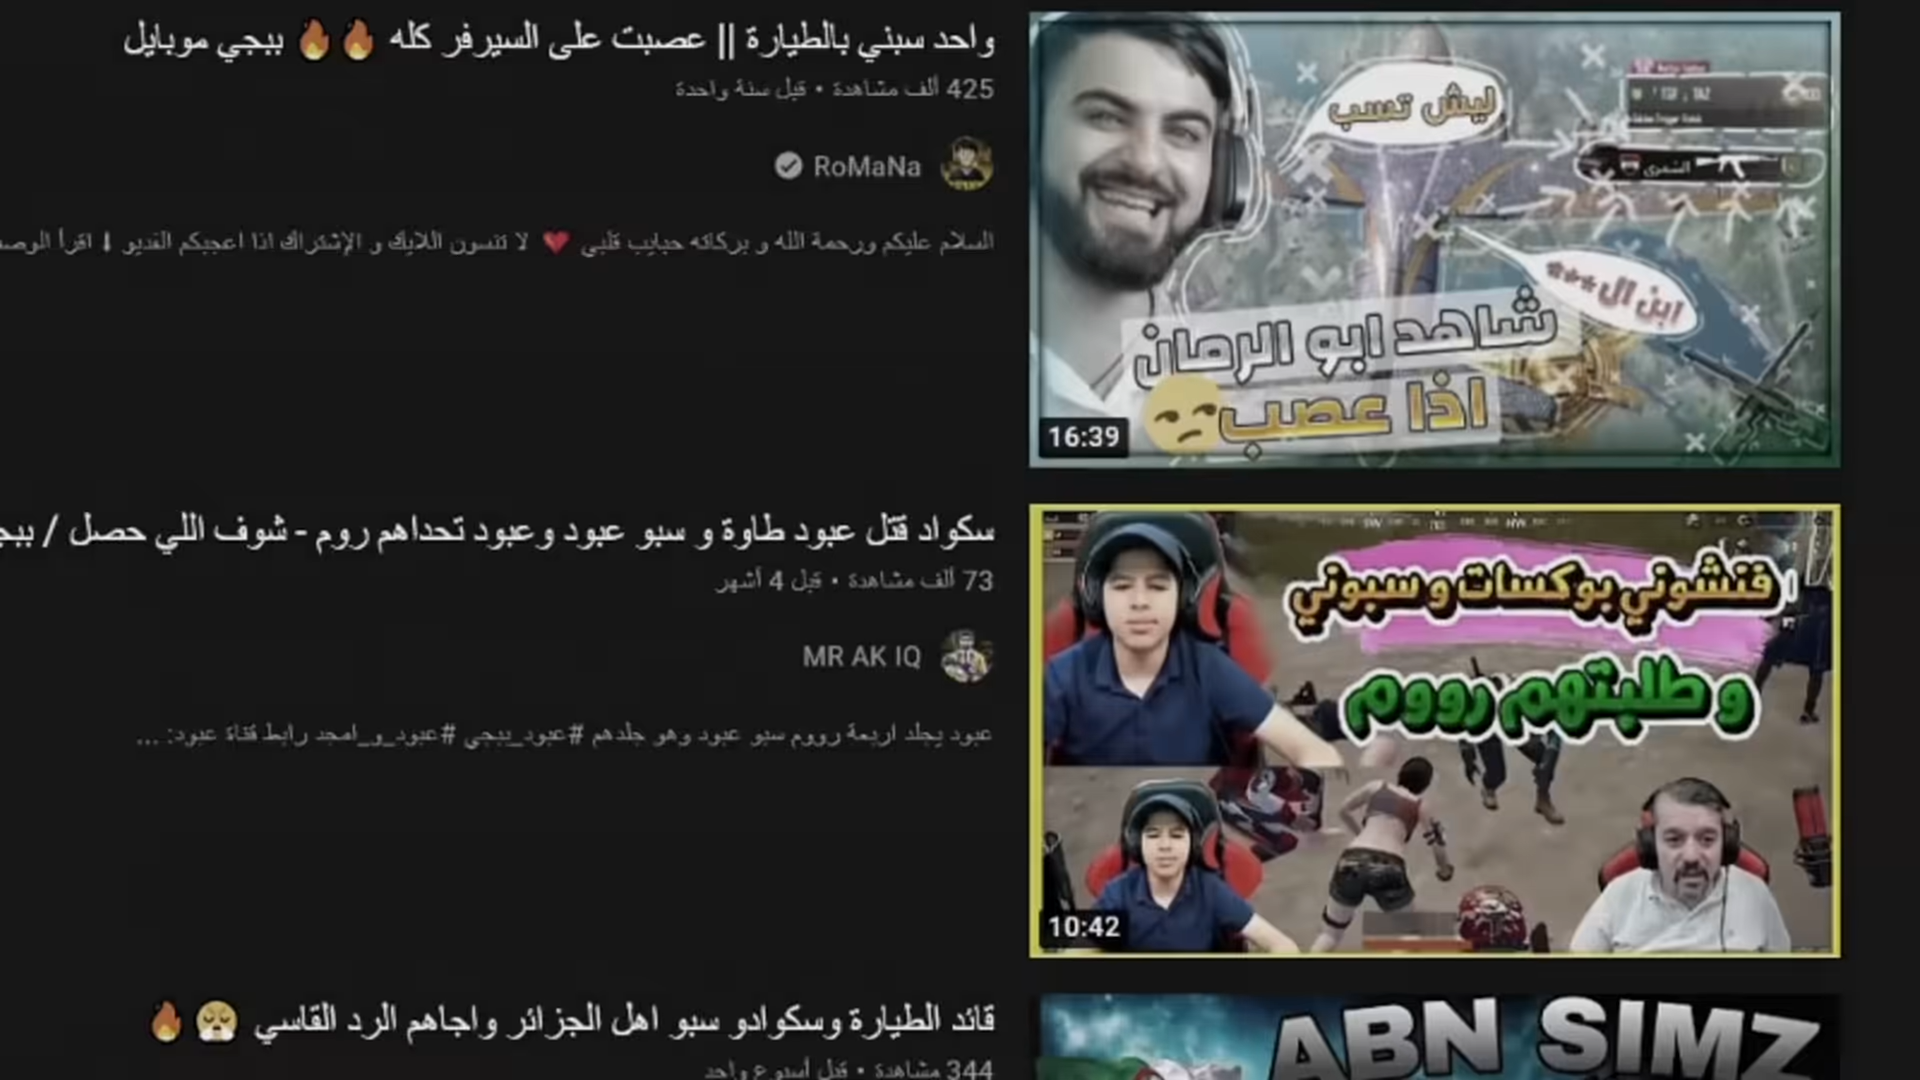 واحد سبني بالطيارة || عصبت على السيرفر كله 🔥🔥 ببجي موبايل
425 ألف مشاهدة • قبل سنة واحدة
RoMaNa
السلام عليكم ورحمة الله و بركاته حبايب قلبي ❤ لا تنسون اللايك و الإشتراك اذا اعجبكم الفديو ⬇ اقرأ
ليش تسب
الشمري
ابن ال***
شاهد ابو الرمان
اذا عصب
16:39
سكواد قتل عبود طاوة و سبو عبود وعبود تحداهم روم - شوف اللي حصل /
73 ألف مشاهدة • قبل 4 أشهر
MR AK IQ
عبود يجلد اربعة رووم سبو عبود وهو جلدهم #عبود_ببجي #عبود_و_امجد رابط قناة عبود: ...
فنشوني بوكسات و سبوني
و طلبتهم رووم
10:42
قائد الطيارة وسكوادو سبو اهل الجزائر واجاهم الرد القاسي 😤🔥
344 مشاهدة • قبل أسبوع واحد
ABN SIMZ